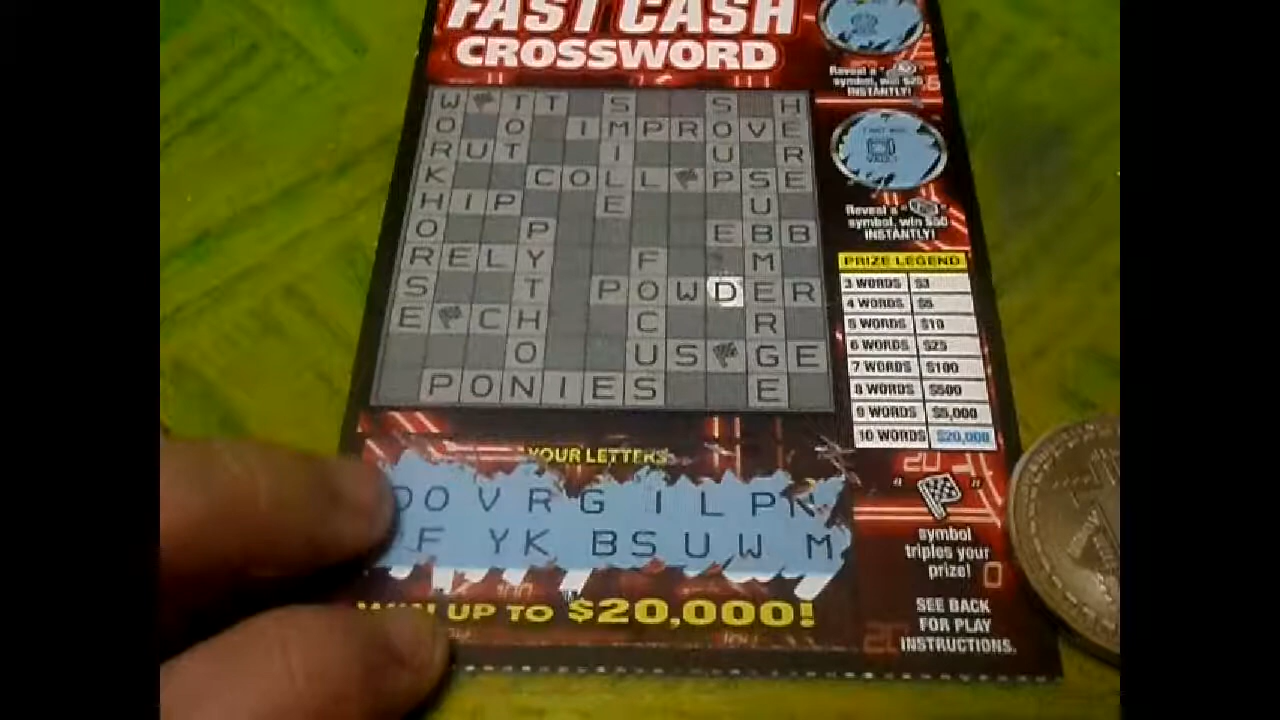 FAST CASH
CROSSWORD
Reveal a " "
symbol, win $25
INSTANTLY!
W T T S S H
O O I M P R O V E
R U T I U R
K C O L L P S E
H I P E U
O P E B B
R E L Y F M
S T P O W D E R
E C H C R
O U S G E
P O N I E S E
Reveal a " "
symbol, win $50
INSTANTLY!
PRIZE LEGEND
3 WORDS $3
4 WORDS $5
5 WORDS $10
6 WORDS $25
7 WORDS $100
8 WORDS $500
9 WORDS $5,000
10 WORDS $20,000
YOUR LETTERS
O V R G I L P N
F Y K B S U W M
WIN UP TO $20,000!
" "
symbol
triples your
prize!
SEE BACK
FOR PLAY
INSTRUCTIONS.